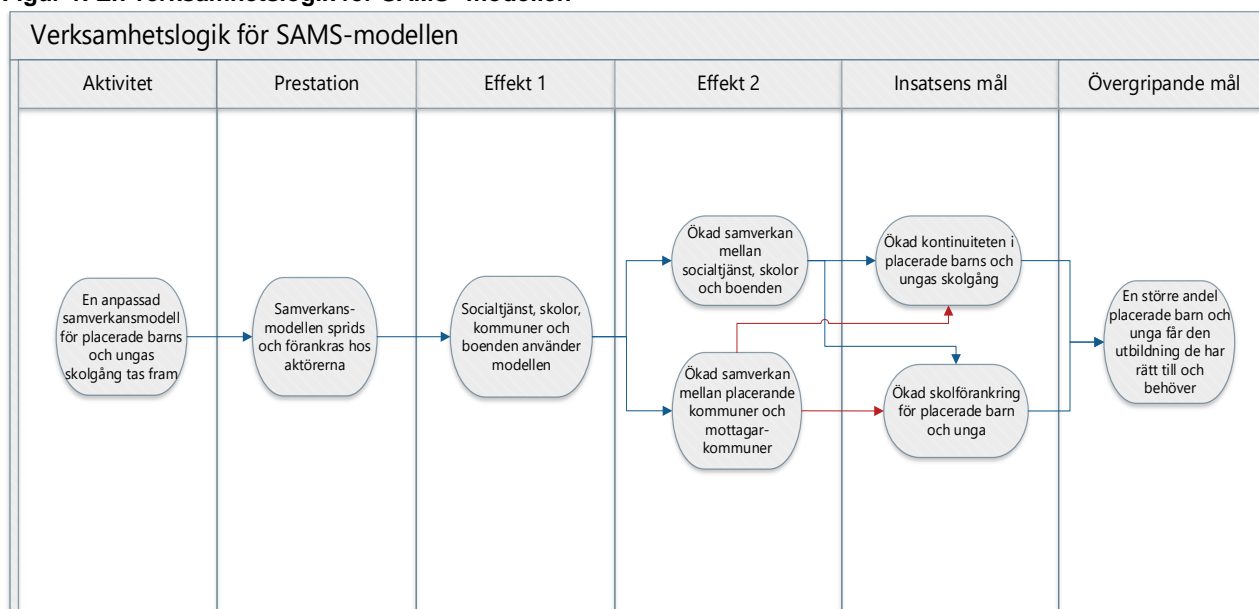 Verksamhetslogik för SAMS-modellen
Aktivitet
Prestation
Effekt 1
Effekt 2
Insatsens mål
Övergripande mål
En anpassad
samverkansmodell
för placerade barns
och ungas
skolgång tas fram
Samverkans-
modellen sprids
och förankras hos
aktörerna
Socialtjänst, skolor,
kommuner och
boenden använder
modellen
Ökad samverkan
mellan
socialtjänst, skolor
och boenden
Ökad samverkan
mellan placerande
kommuner och
mottagar-
kommuner
Ökad kontinuiteten i
placerade barns och
ungas skolgång
Ökad skolförankring
för placerade barn
och unga
En större andel
placerade barn och
unga får den
utbildning de har
rätt till och
behöver